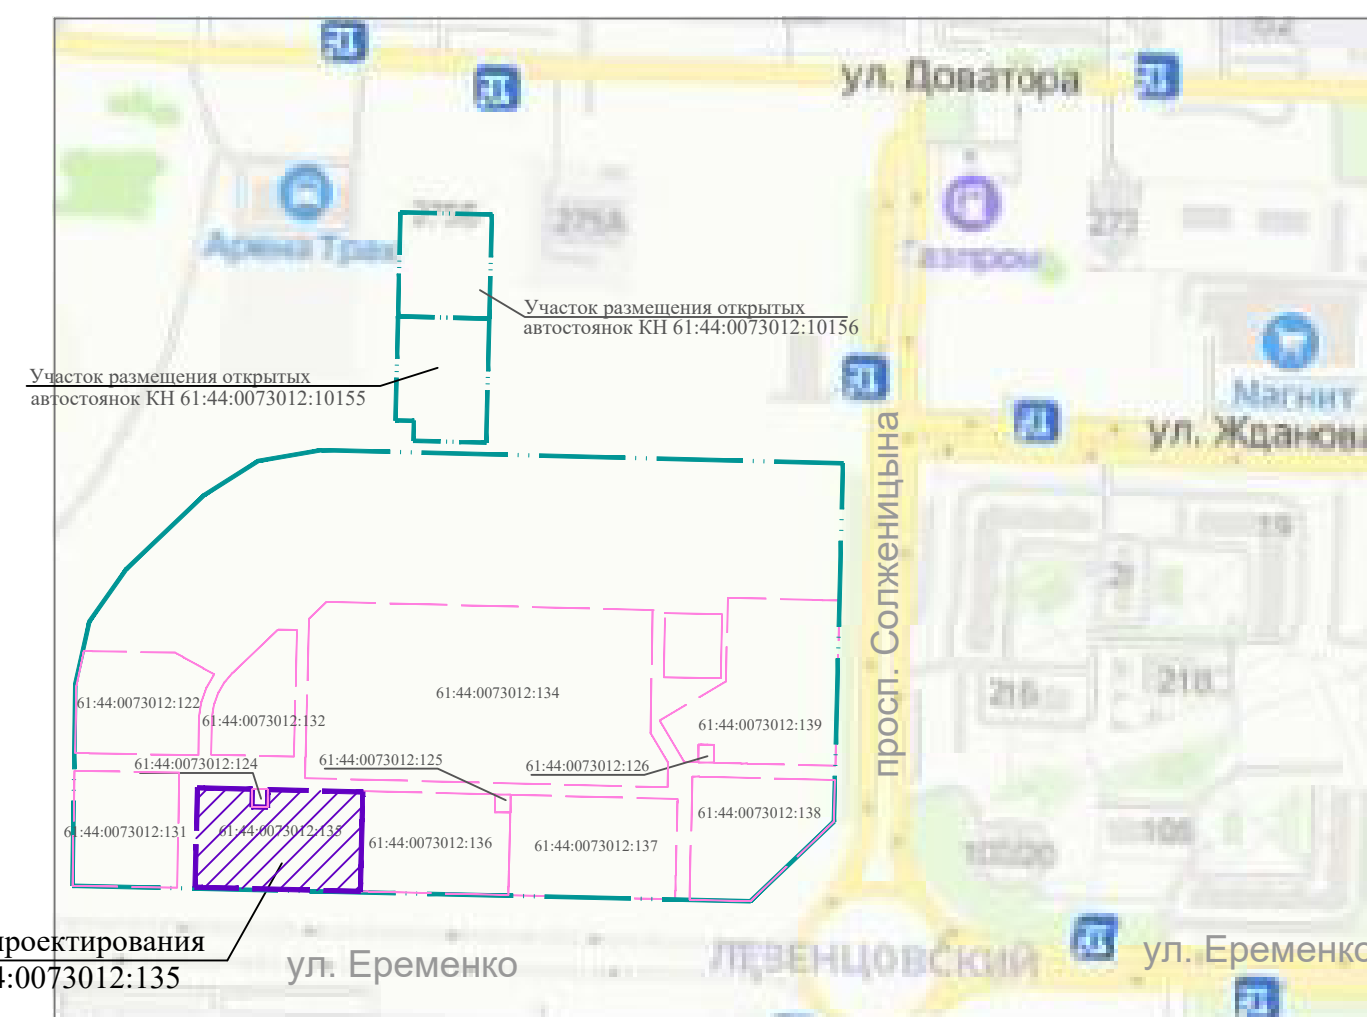 ул. Доватора
275А
Арена Трак
Газпром
273
Участок размещения открытых
автостоянок КН 61:44:0073012:10156
Магнит
Участок размещения открытых
автостоянок КН 61:44:0073012:10155
ул. Жданов
просп. Солженицына
19
21
61:44:0073012:122
61:44:0073012:132
61:44:0073012:134
61:44:0073012:139
61:44:0073012:124
61:44:0073012:125
61:44:0073012:126
61:44:0073012:131
61:44:0073012:135
61:44:0073012:136
61:44:0073012:137
61:44:0073012:138
проектирования
4:0073012:135
ул. Еременко
ЛЕВЕНЦОВСКИЙ
ул. Еременко